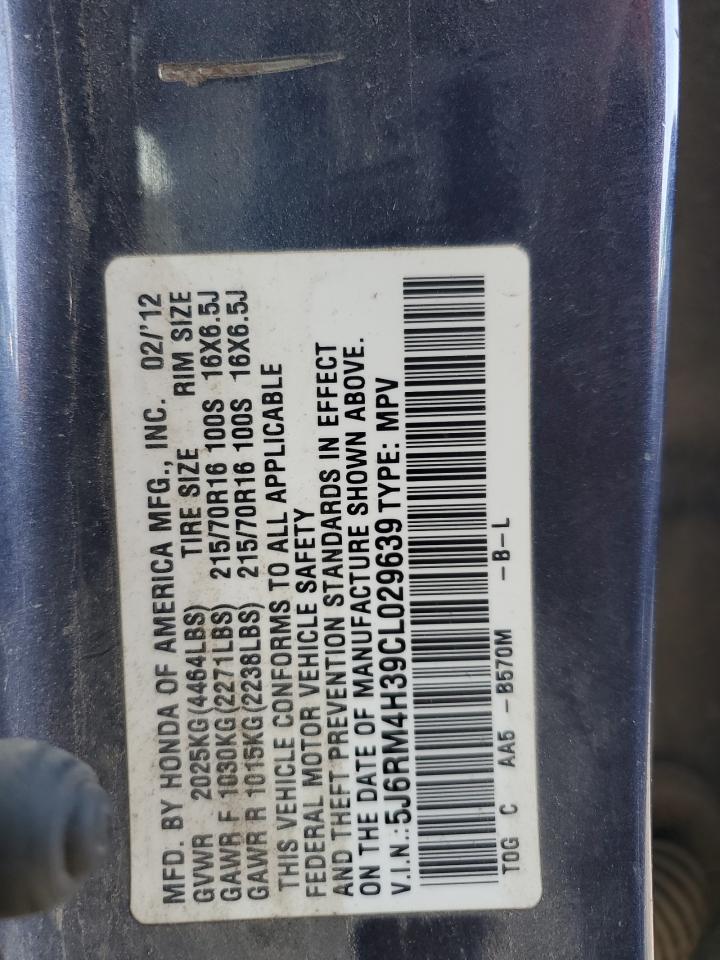 MFD. BY HONDA OF AMERICA MFG., INC. 02/'12
GVWR 2025KG(4464LBS) TIRE SIZE RIM SIZE
GAWR F 1030KG(2271LBS) 215/70R16 100S 16X6.5J
GAWR R 1015KG(2238LBS) 215/70R16 100S 16X6.5J
THIS VEHICLE CONFORMS TO ALL APPLICABLE
FEDERAL MOTOR VEHICLE SAFETY
AND THEFT PREVENTION STANDARDS IN EFFECT
ON THE DATE OF MANUFACTURE SHOWN ABOVE.
V.I.N.:5J6RM4H39CL029639 TYPE: MPV
TOG C AA5 -B570M -B-L